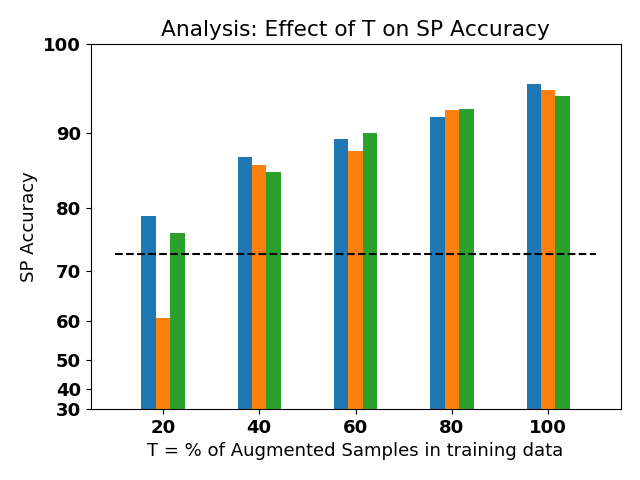 Analysis: Effect of T on SP Accuracy
100
90
80
70
60
50
40
30
SP Accuracy
20 40 60 80 100
T = % of Augmented Samples in training data